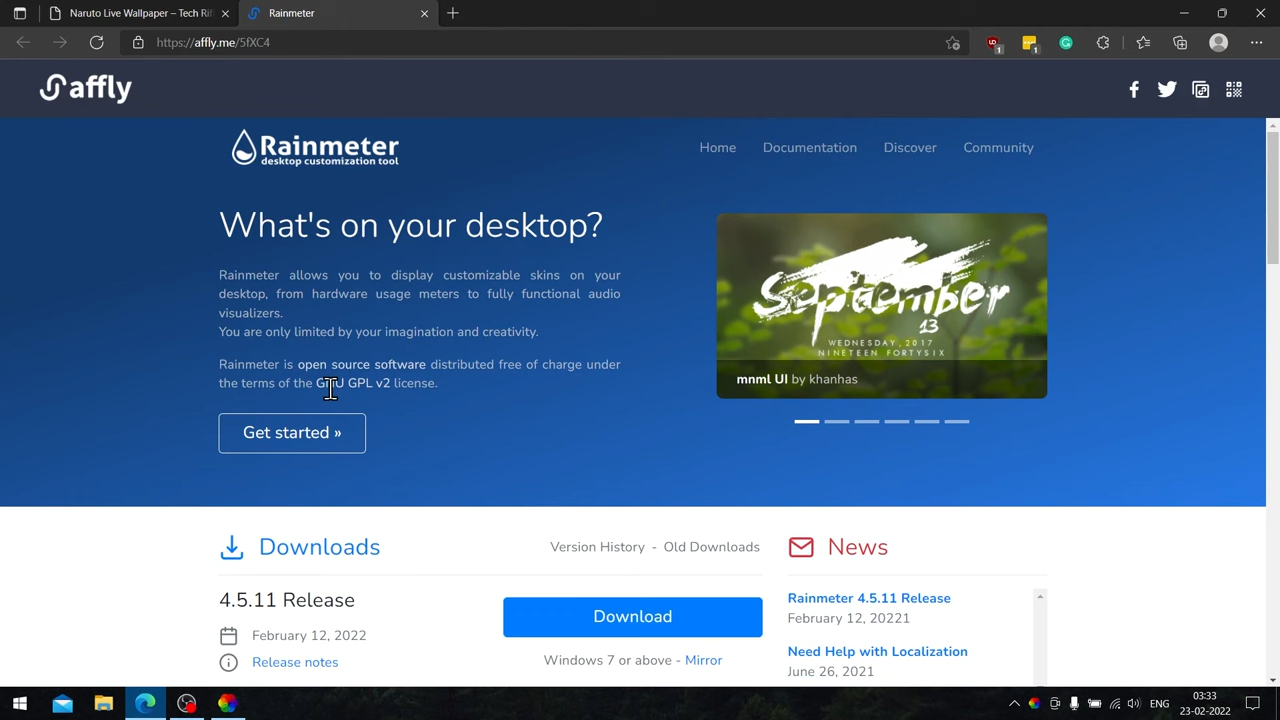 Naruto Live Wallpaper – Tech Rif
Rainmeter
https://affly.me/5fXC4
1
1
affly
Rainmeter
desktop customization tool
Home
Documentation
Discover
Community
What's on your desktop?
Rainmeter allows you to display customizable skins on your
desktop, from hardware usage meters to fully functional audio
visualizers.
You are only limited by your imagination and creativity.
Rainmeter is open source software distributed free of charge under
the terms of the GNU GPL v2 license.
Get started »
September
13
WEDNESDAY, 2017
NINETEEN FORTYSIX
mnml UI by khanhas
Downloads
Version History - Old Downloads
4.5.11 Release
February 12, 2022
Release notes
Download
Windows 7 or above - Mirror
News
Rainmeter 4.5.11 Release
February 12, 20221
Need Help with Localization
June 26, 2021
ENG
03:33
23-02-2022